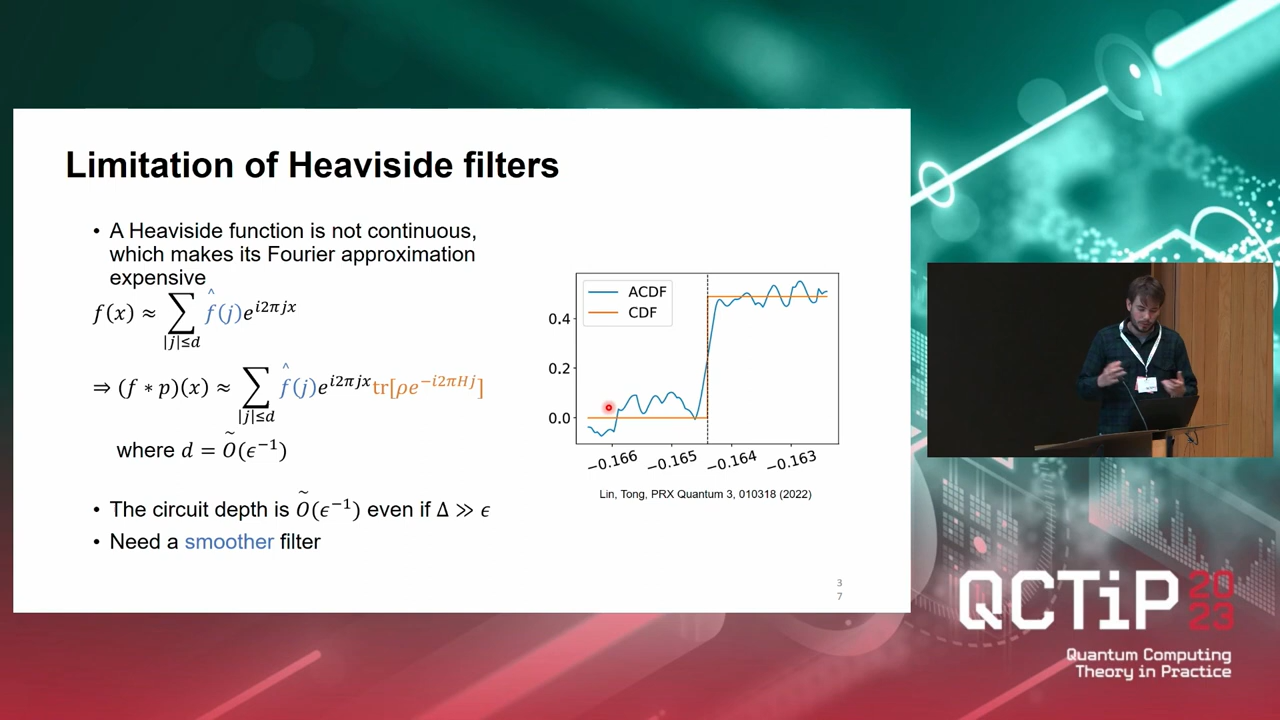 Limitation of Heaviside filters
• A Heaviside function is not continuous,
which makes its Fourier approximation
expensive
f(x) ≈ ∑_{|j|≤d} f̂(j)e^{i2πjx}
⇒ (f ∗ p)(x) ≈ ∑_{|j|≤d} f̂(j)e^{i2πjx}tr[ρe^{−i2πHj}]
where d = Õ(ϵ^{−1})
• The circuit depth is Õ(ϵ^{−1}) even if Δ ≫ ϵ
• Need a smoother filter
ACDF
CDF
0.4
0.2
0.0
−0.166 −0.165 −0.164 −0.163
Lin, Tong, PRX Quantum 3, 010318 (2022)
3
7
QCTiP 20
23
Quantum Computing
Theory in Practice